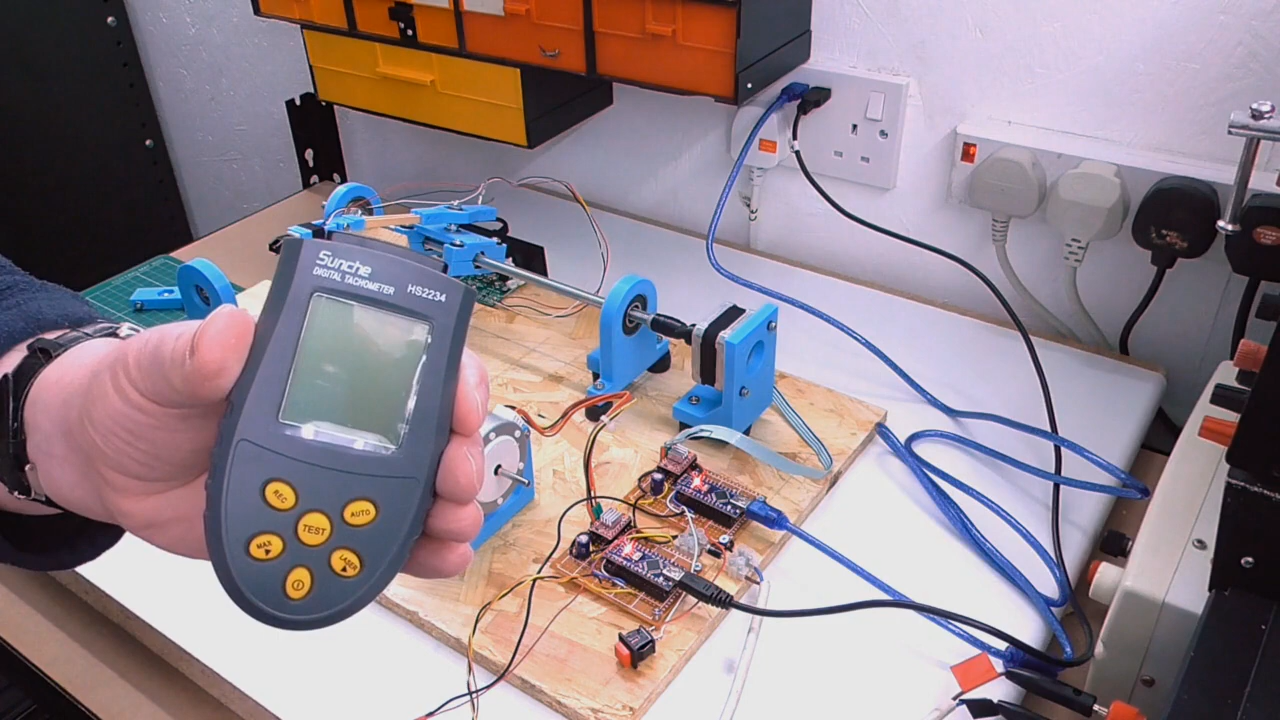 Sunche
DIGITAL TACHOMETER HS2234
REC
AUTO
TEST
MAX
LASER